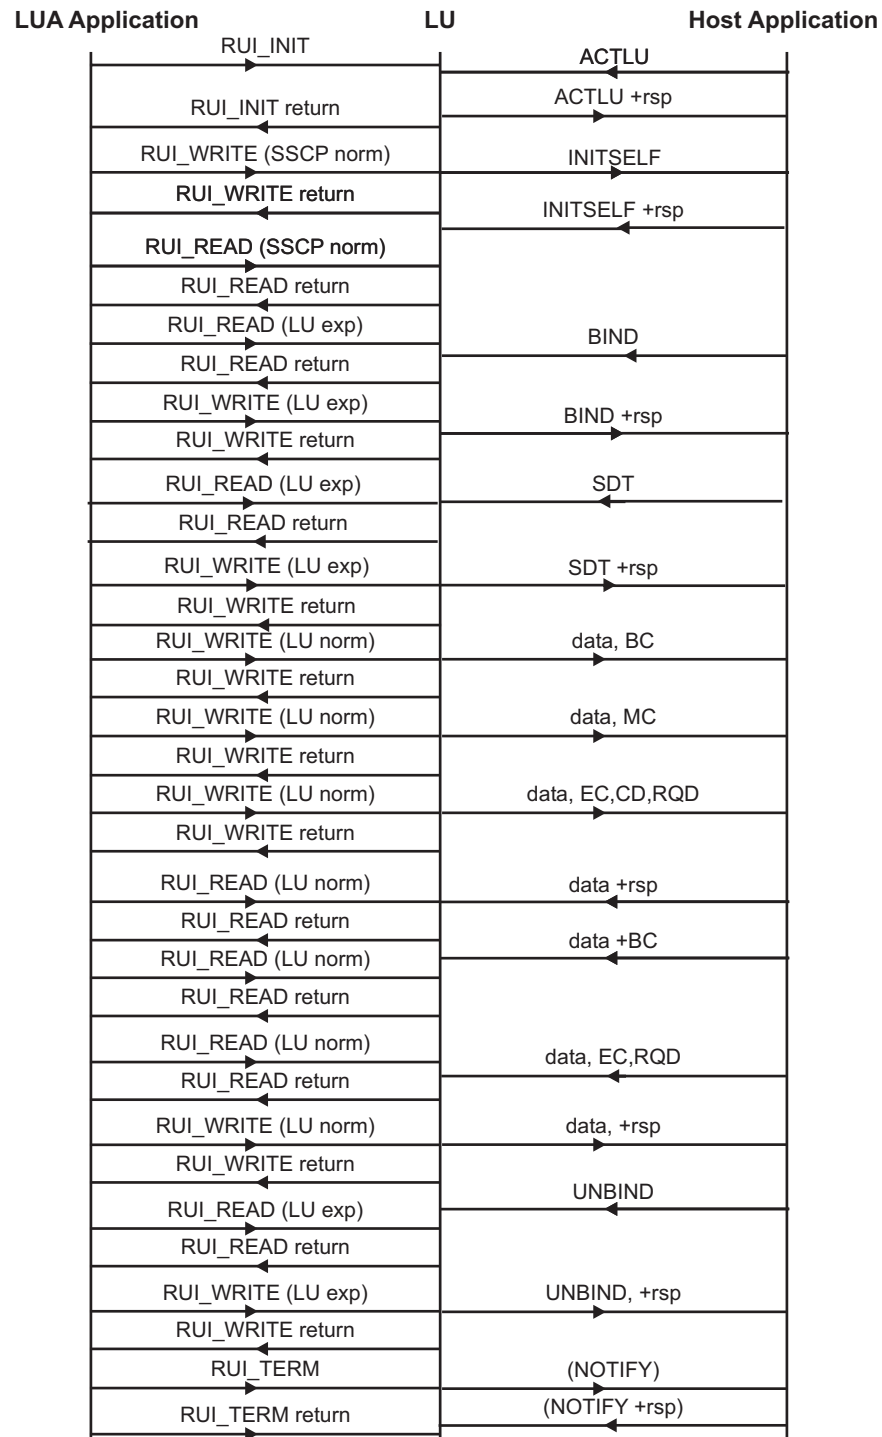 LUA Application LU Host Application
RUI_INIT
ACTLU
RUI_INIT return
ACTLU +rsp
RUI_WRITE (SSCP norm)
INITSELF
RUI_WRITE return
INITSELF +rsp
RUI_READ (SSCP norm)
RUI_READ return
RUI_READ (LU exp)
BIND
RUI_READ return
RUI_WRITE (LU exp)
BIND +rsp
RUI_WRITE return
RUI_READ (LU exp)
SDT
RUI_READ return
RUI_WRITE (LU exp)
SDT +rsp
RUI_WRITE return
RUI_WRITE (LU norm)
data, BC
RUI_WRITE return
RUI_WRITE (LU norm)
data, MC
RUI_WRITE return
RUI_WRITE (LU norm)
data, EC,CD,RQD
RUI_WRITE return
RUI_READ (LU norm)
data +rsp
RUI_READ return
data +BC
RUI_READ (LU norm)
RUI_READ return
RUI_READ (LU norm)
data, EC,RQD
RUI_READ return
RUI_WRITE (LU norm)
data, +rsp
RUI_WRITE return
UNBIND
RUI_READ (LU exp)
RUI_READ return
RUI_WRITE (LU exp)
UNBIND, +rsp
RUI_WRITE return
RUI_TERM
(NOTIFY)
RUI_TERM return
(NOTIFY +rsp)